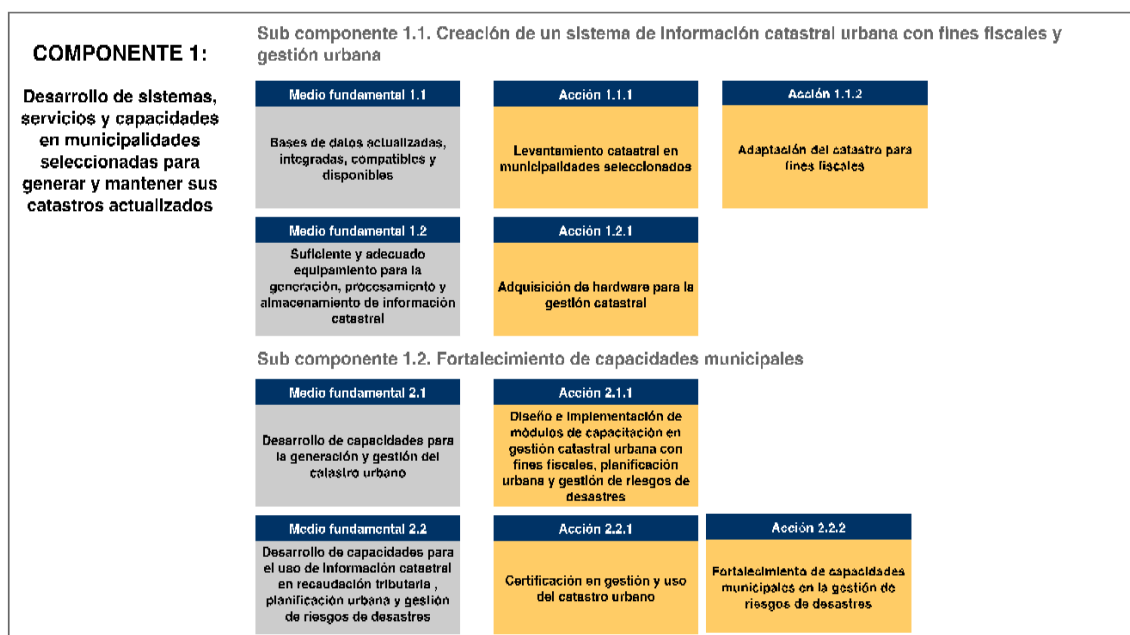 COMPONENTE 1:
Desarrollo de sistemas,
servicios y capacidades
en municipalidades
seleccionadas para
generar y mantener sus
catastros actualizados
Sub componente 1.1. Creación de un sistema de información catastral urbana con fines fiscales y
gestión urbana
Medio fundamental 1.1
Bases de datos actualizadas,
integradas, compatibles y
disponibles
Acción 1.1.1
Levantamiento catastral en
municipalidades seleccionados
Acción 1.1.2
Adaptación del catastro para
fines fiscales
Medio fundamental 1.2
Suficiente y adecuado
equipamiento para la
generación, procesamiento y
almacenamiento de información
catastral
Acción 1.2.1
Adquisición de hardware para la
gestión catastral
Sub componente 1.2. Fortalecimiento de capacidades municipales
Medio fundamental 2.1
Desarrollo de capacidades para
la generación y gestión del
catastro urbano
Acción 2.1.1
Diseño e implementación de
módulos de capacitación en
gestión catastral urbana con
fines fiscales, planificación
urbana y gestión de riesgos de
desastres
Medio fundamental 2.2
Desarrollo de capacidades para
el uso de información catastral
en recaudación tributaria ,
planificación urbana y gestión
de riesgos de desastres
Acción 2.2.1
Certificación en gestión y uso
del catastro urbano
Acción 2.2.2
Fortalecimiento de capacidades
municipales en la gestión de
riesgos de desastres